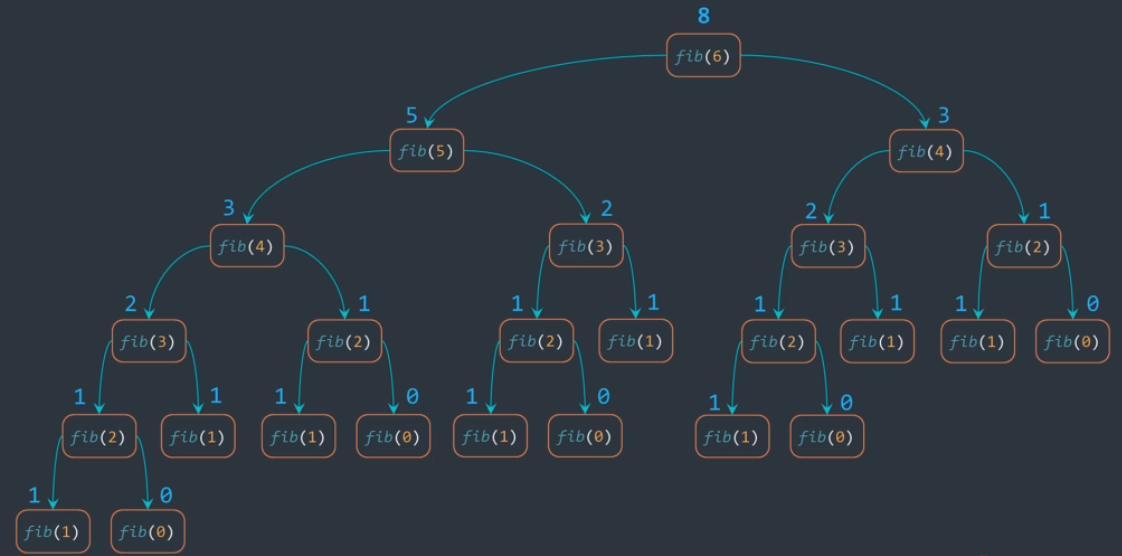 8
fib(6)
5 3
fib(5) fib(4)
3 2 2 1
fib(4) fib(3) fib(3) fib(2)
2 1 1 1 1 1 1 0
fib(3) fib(2) fib(2) fib(1) fib(2) fib(1) fib(1) fib(0)
1 1 1 0 1 0 1 0
fib(2) fib(1) fib(1) fib(0) fib(1) fib(0) fib(1) fib(0)
1 0
fib(1) fib(0)